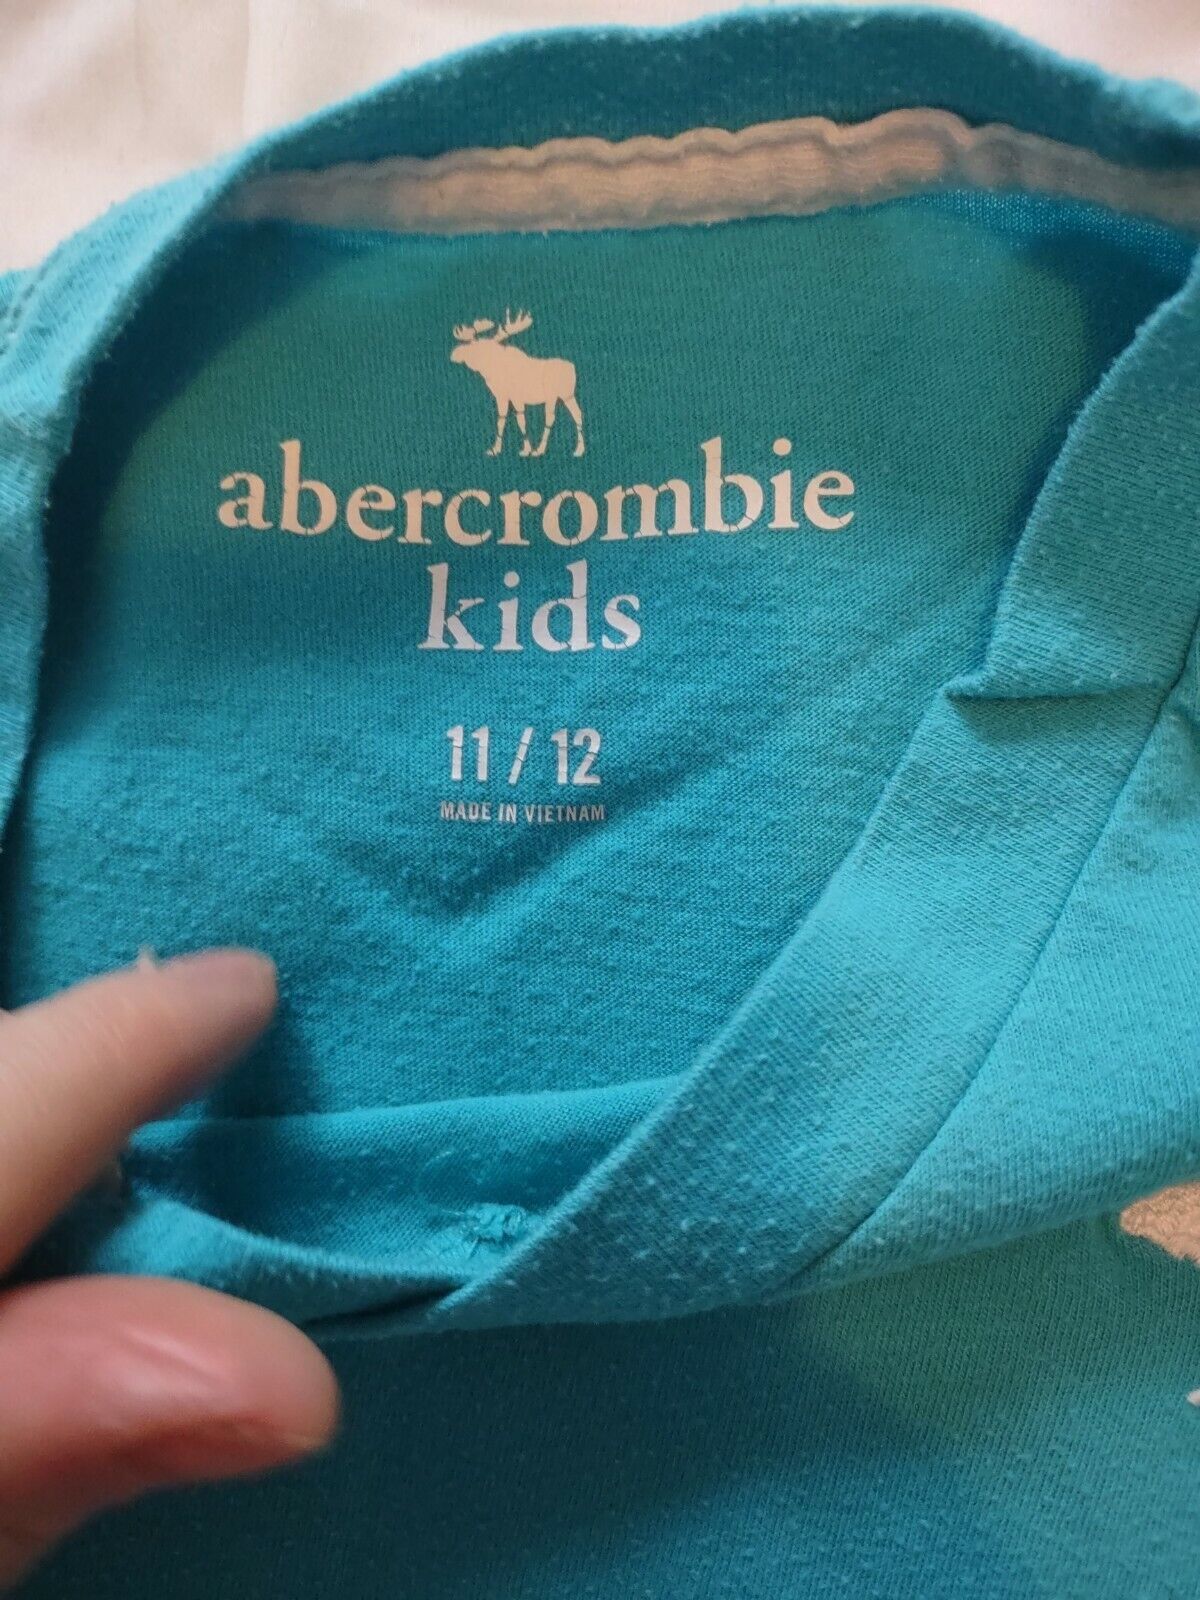 abercrombie
kids
11 / 12
MADE IN VIETNAM